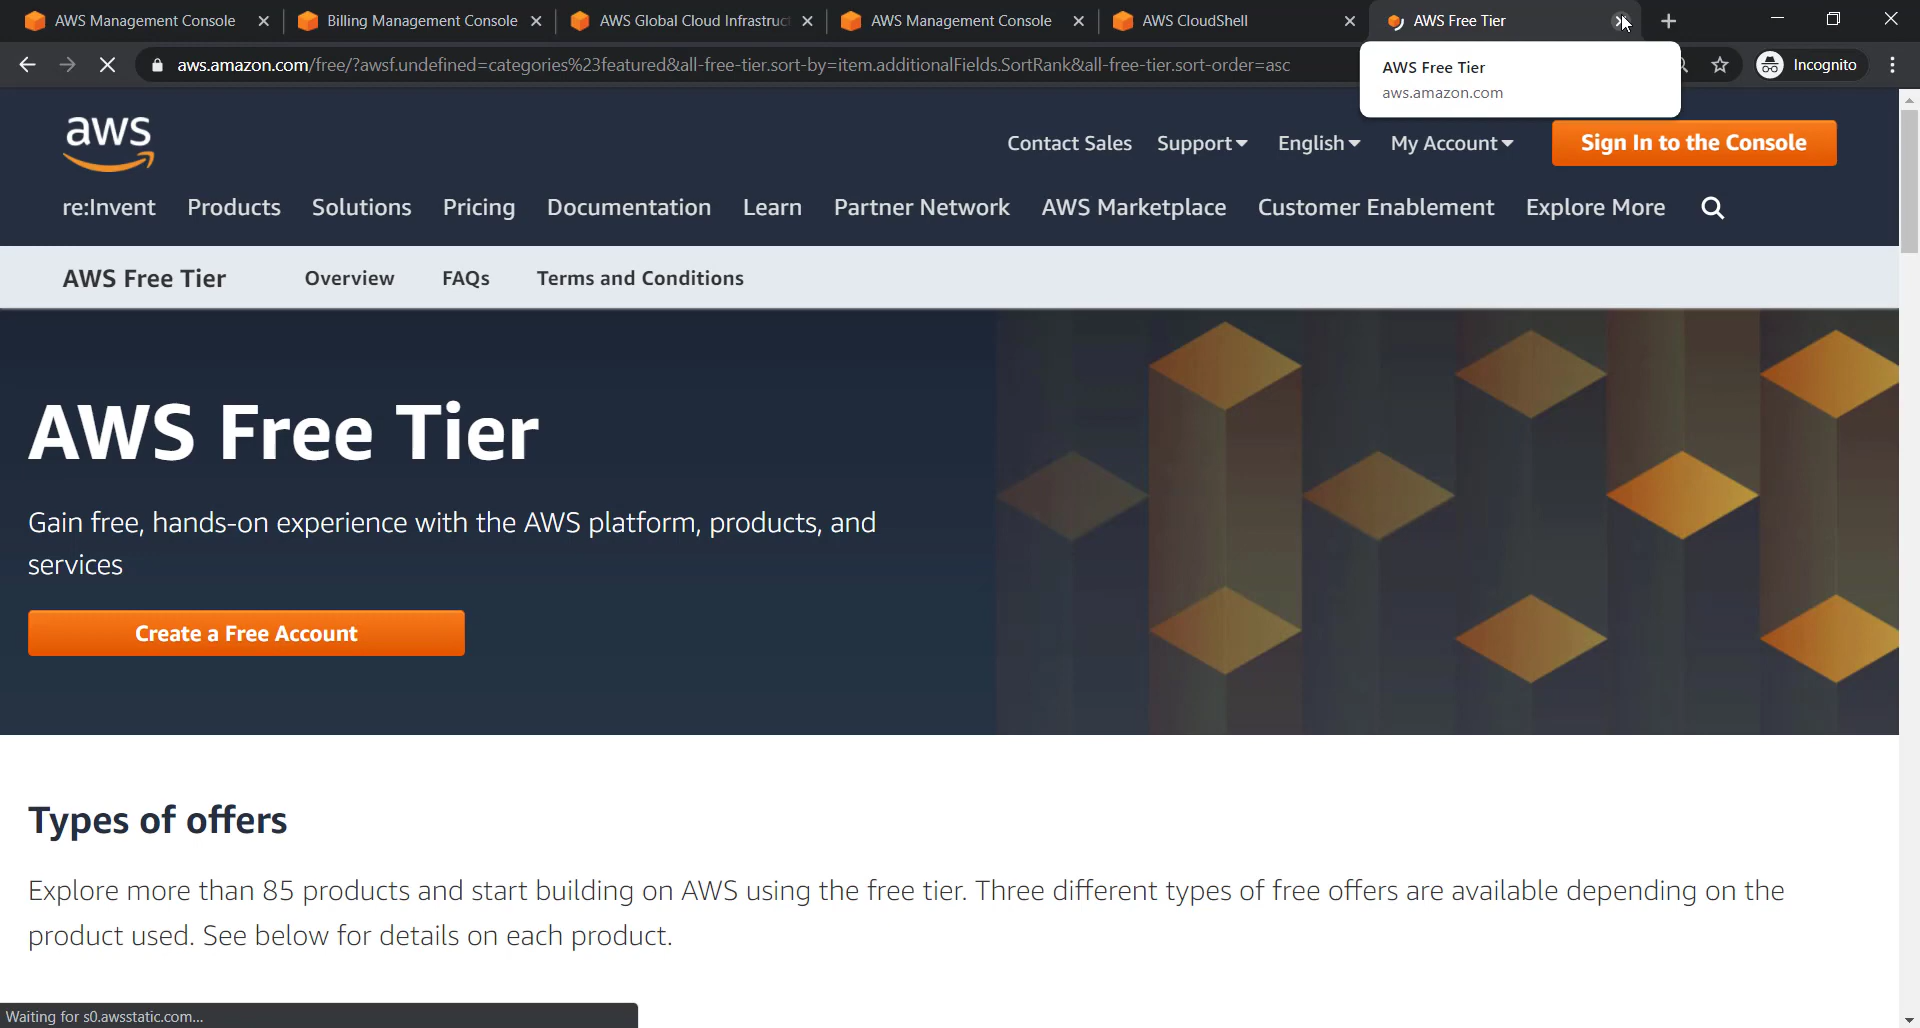 AWS Management Console
Billing Management Console
AWS Global Cloud Infrastruc
AWS Management Console
AWS CloudShell
AWS Free Tier
aws.amazon.com/free/?awsf.undefined=categories%23featured&all-free-tier.sort-by=item.additionalFields.SortRank&all-free-tier.sort-order=asc
Incognito
AWS Free Tier
aws.amazon.com
aws
Contact Sales Support English My Account Sign In to the Console
re:Invent Products Solutions Pricing Documentation Learn Partner Network AWS Marketplace Customer Enablement Explore More
AWS Free Tier Overview FAQs Terms and Conditions
AWS Free Tier
Gain free, hands-on experience with the AWS platform, products, and
services
Create a Free Account
Types of offers
Explore more than 85 products and start building on AWS using the free tier. Three different types of free offers are available depending on the
product used. See below for details on each product.
Waiting for s0.awsstatic.com...